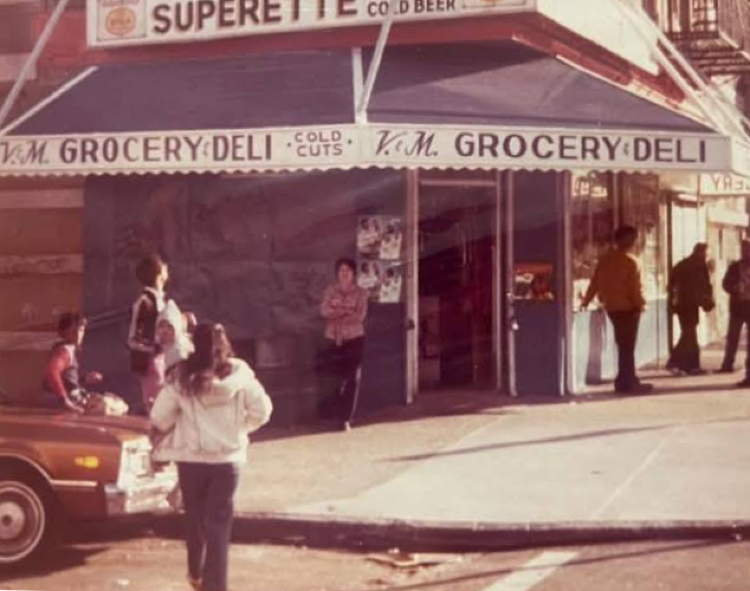 SUPERETTE COLD BEER
V&M. GROCERY & DELI · COLD CUTS · V.&M. GROCERY & DELI